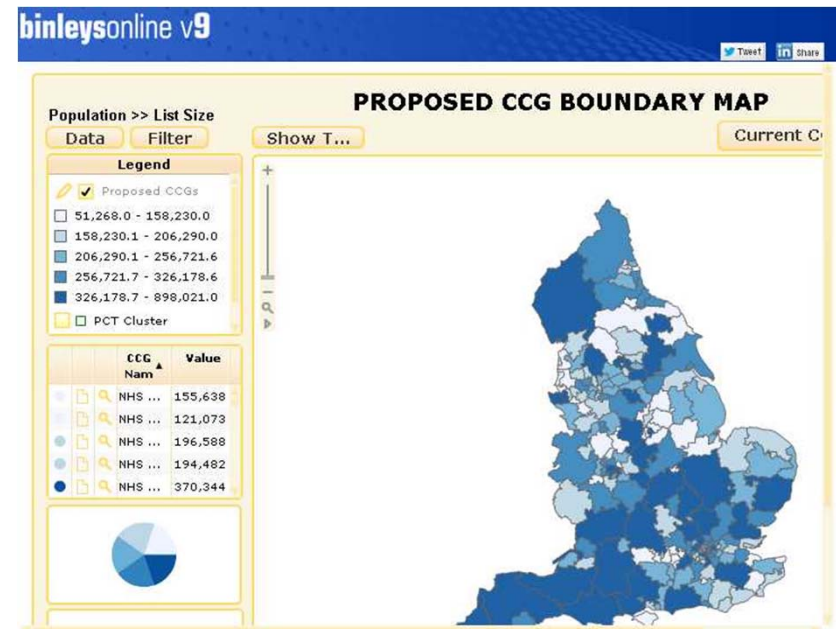 binleysonline v9
Tweet
in Share
PROPOSED CCG BOUNDARY MAP
Population >> List Size
Data
Filter
Show T...
Current C
Legend
Proposed CCGs
51,268.0 - 158,230.0
158,230.1 - 206,290.0
206,290.1 - 256,721.6
256,721.7 - 326,178.6
326,178.7 - 898,021.0
PCT Cluster
CCG Nam
Value
NHS ... 155,638
NHS ... 121,073
NHS ... 196,588
NHS ... 194,482
NHS ... 370,344